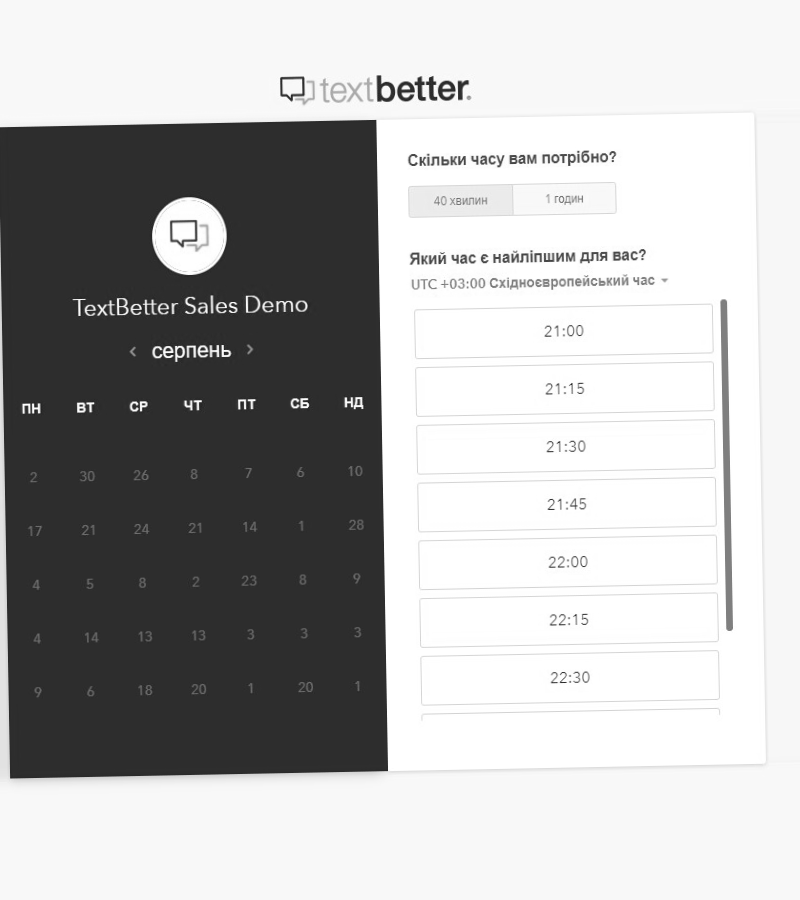 textbetter.
TextBetter Sales Demo
серпень
ПН ВТ СР ЧТ ПТ СБ НД
2 30 26 8 7 6 10
17 21 24 21 14 1 28
4 5 8 2 23 8 9
4 14 13 13 3 3 3
9 6 18 20 1 20 1
Скільки часу вам потрібно?
40 хвилин 1 годин
Який час є найліпшим для вас?
UTC +03:00 Східноєвропейський час
21:00
21:15
21:30
21:45
22:00
22:15
22:30